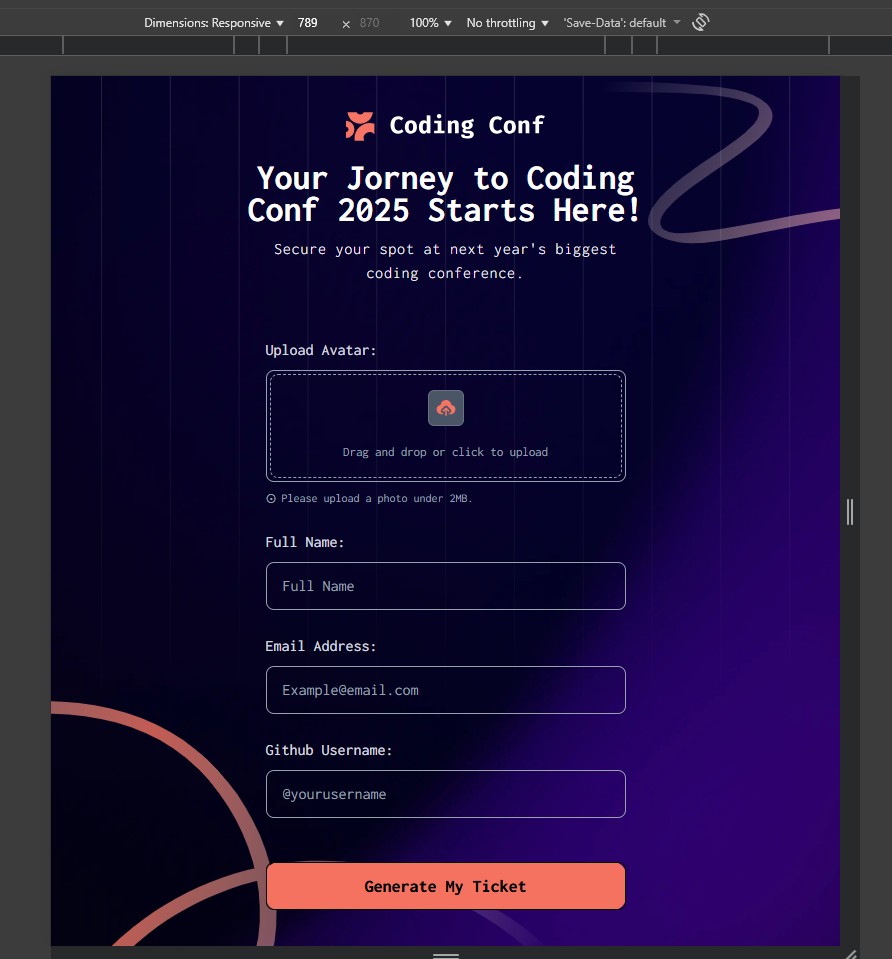 Dimensions: Responsive 789 × 870 100% No throttling 'Save-Data': default
Coding Conf
Your Jorney to Coding
Conf 2025 Starts Here!
Secure your spot at next year's biggest
coding conference.
Upload Avatar:
Drag and drop or click to upload
Please upload a photo under 2MB.
Full Name:
Full Name
Email Address:
Example@email.com
Github Username:
@yourusername
Generate My Ticket